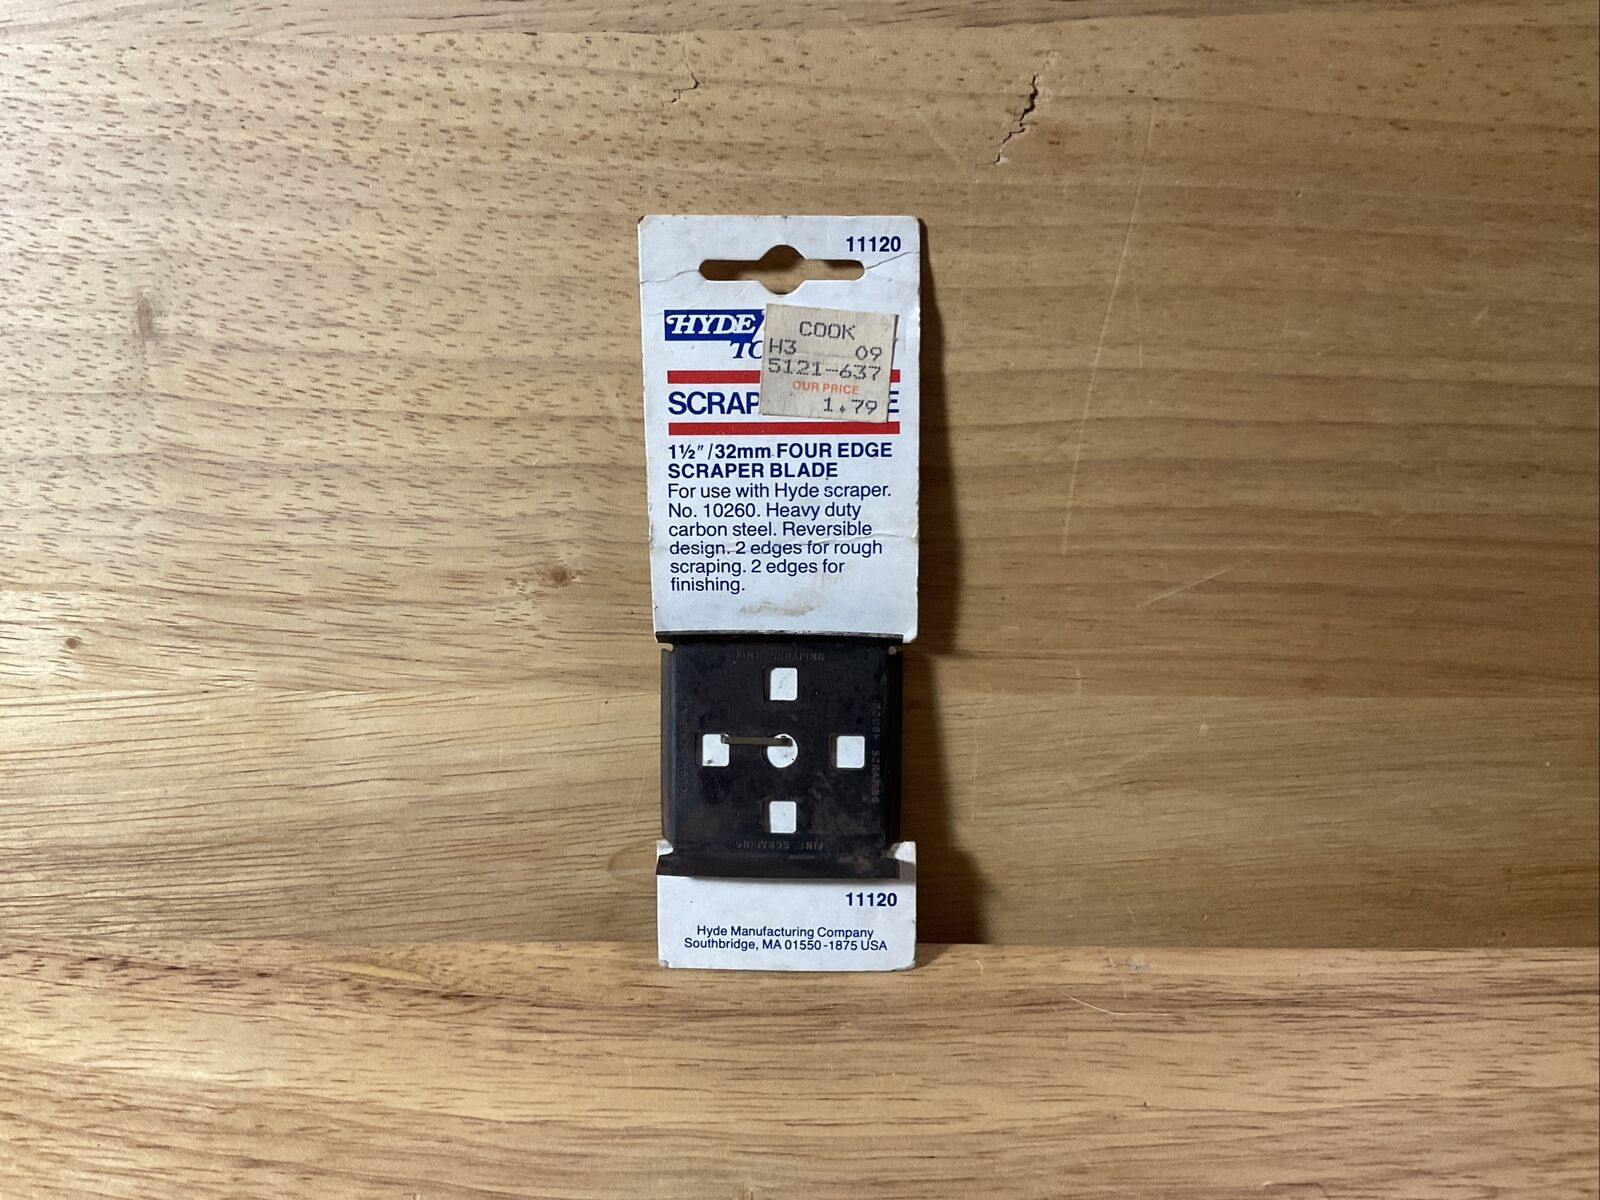 11120
HYDE
COOK
H3 09
5121-637
OUR PRICE
1.79
1½"/32mm FOUR EDGE
SCRAPER BLADE
For use with Hyde scraper.
No. 10260. Heavy duty
carbon steel. Reversible
design. 2 edges for rough
scraping. 2 edges for
finishing.
FINE SCRAPING
ROUGH SCRAPING
ROUGH SCRAPING
FINE SCRAPING
11120
Hyde Manufacturing Company
Southbridge, MA 01550-1875 USA